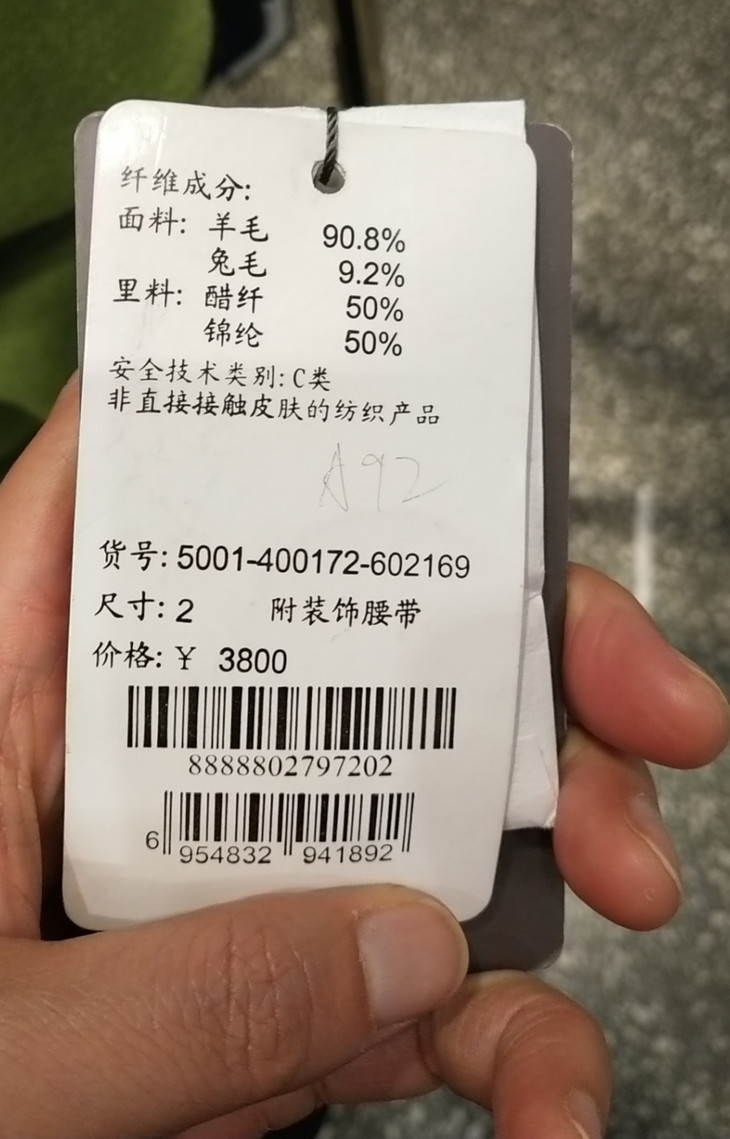 纤维成分:
面料: 羊毛 90.8%
兔毛 9.2%
里料: 醋纤 50%
锦纶 50%
安全技术类别: C类
非直接接触皮肤的纺织产品
A92
货号: 5001-400172-602169
尺寸: 2 附装饰腰带
价格: ¥ 3800
8888802797202
6 954832 941892